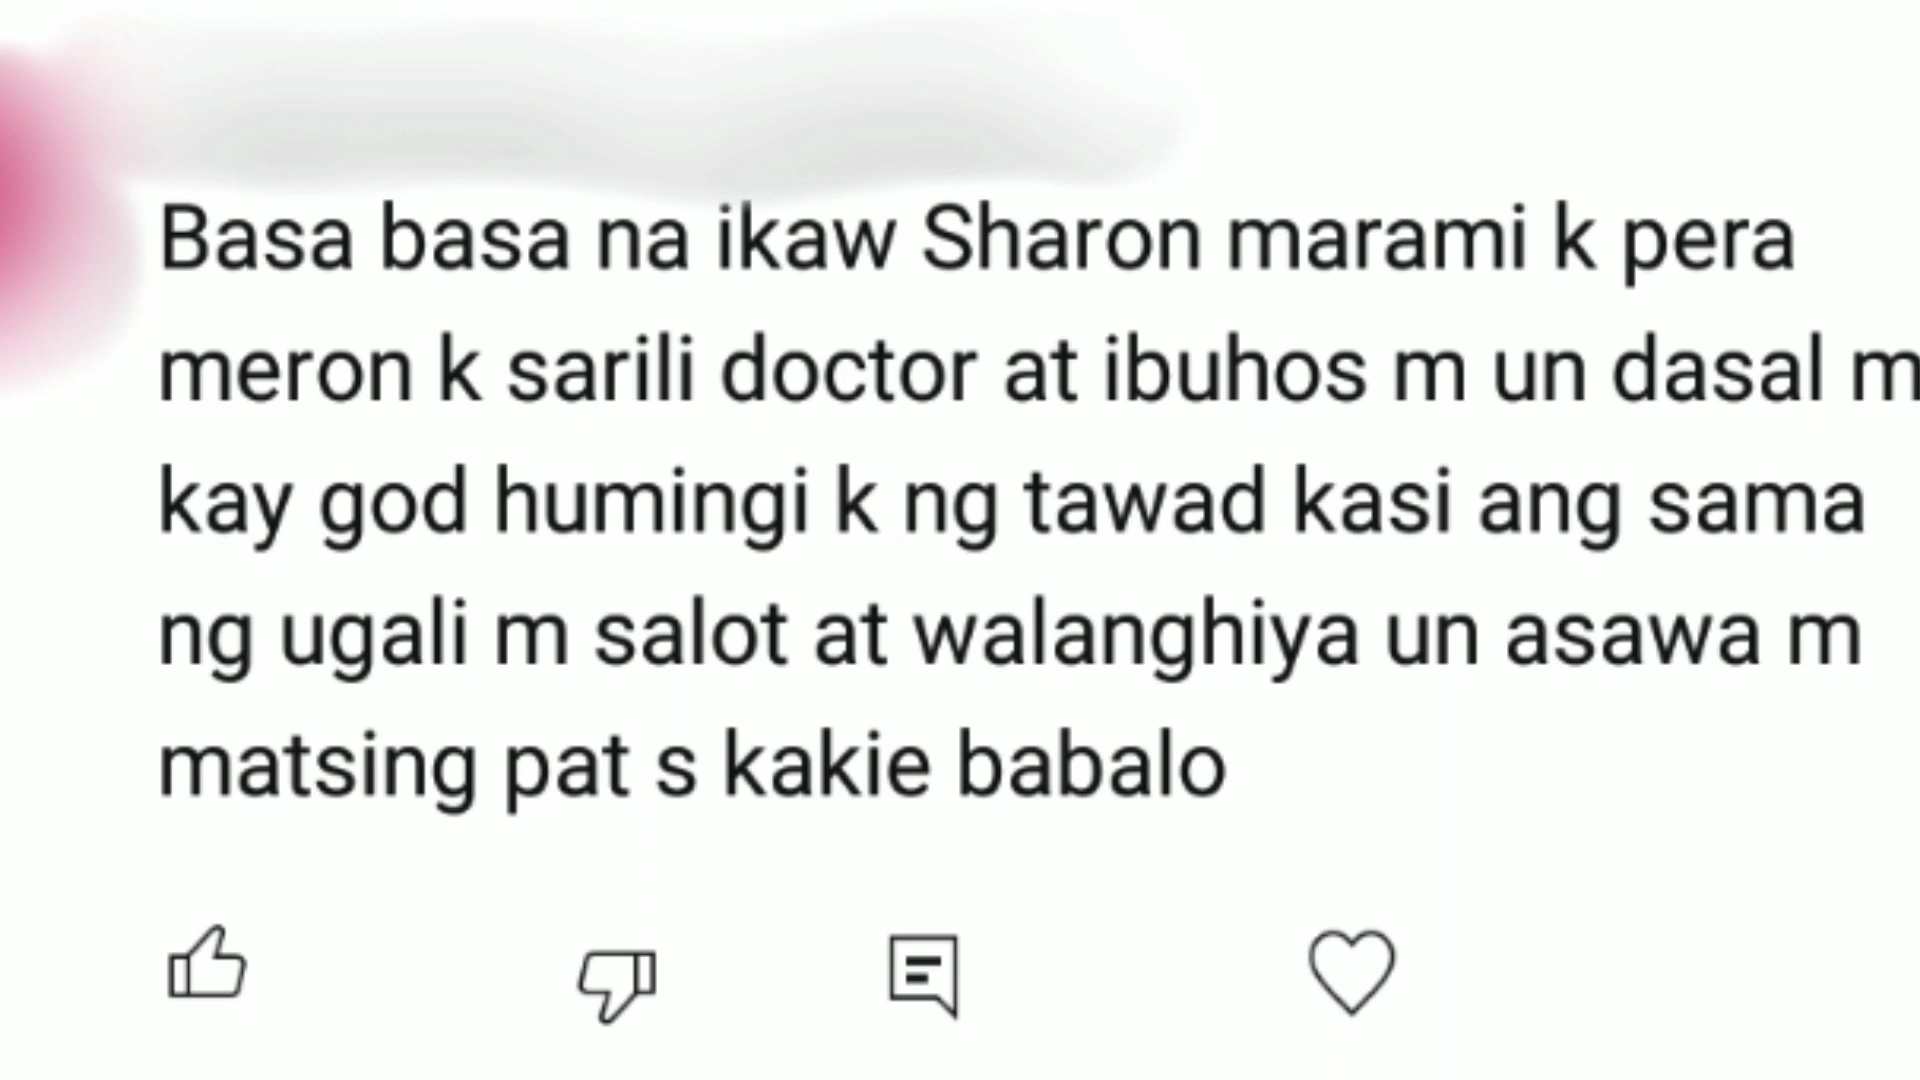 Basa basa na ikaw Sharon marami k pera
meron k sarili doctor at ibuhos m un dasal m
kay god humingi k ng tawad kasi ang sama
ng ugali m salot at walanghiya un asawa m
matsing pat s kakie babalo